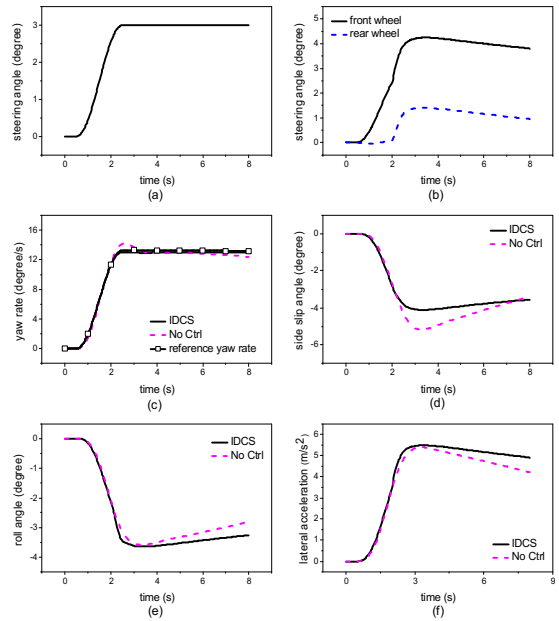 3
2
1
0
steering angle (degree)
0 2 4 6 8
time (s)
(a)
front wheel
rear wheel
5
4
3
2
1
0
steering angle (degree)
0 2 4 6 8
time (s)
(b)
16
12
8
4
0
yaw rate (degree/s)
IDCS
No Ctrl
reference yaw rate
0 2 4 6 8
time (s)
(c)
IDCS
No Ctrl
0
-2
-4
-6
side slip angle (degree)
0 2 4 6 8
time (s)
(d)
IDCS
No Ctrl
0
-1
-2
-3
-4
roll angle (degree)
0 2 4 6 8
time (s)
(e)
6
5
4
3
2
1
0
lateral acceleration (m/s²)
IDCS
No Ctrl
0 3 6 9
time (s)
(f)